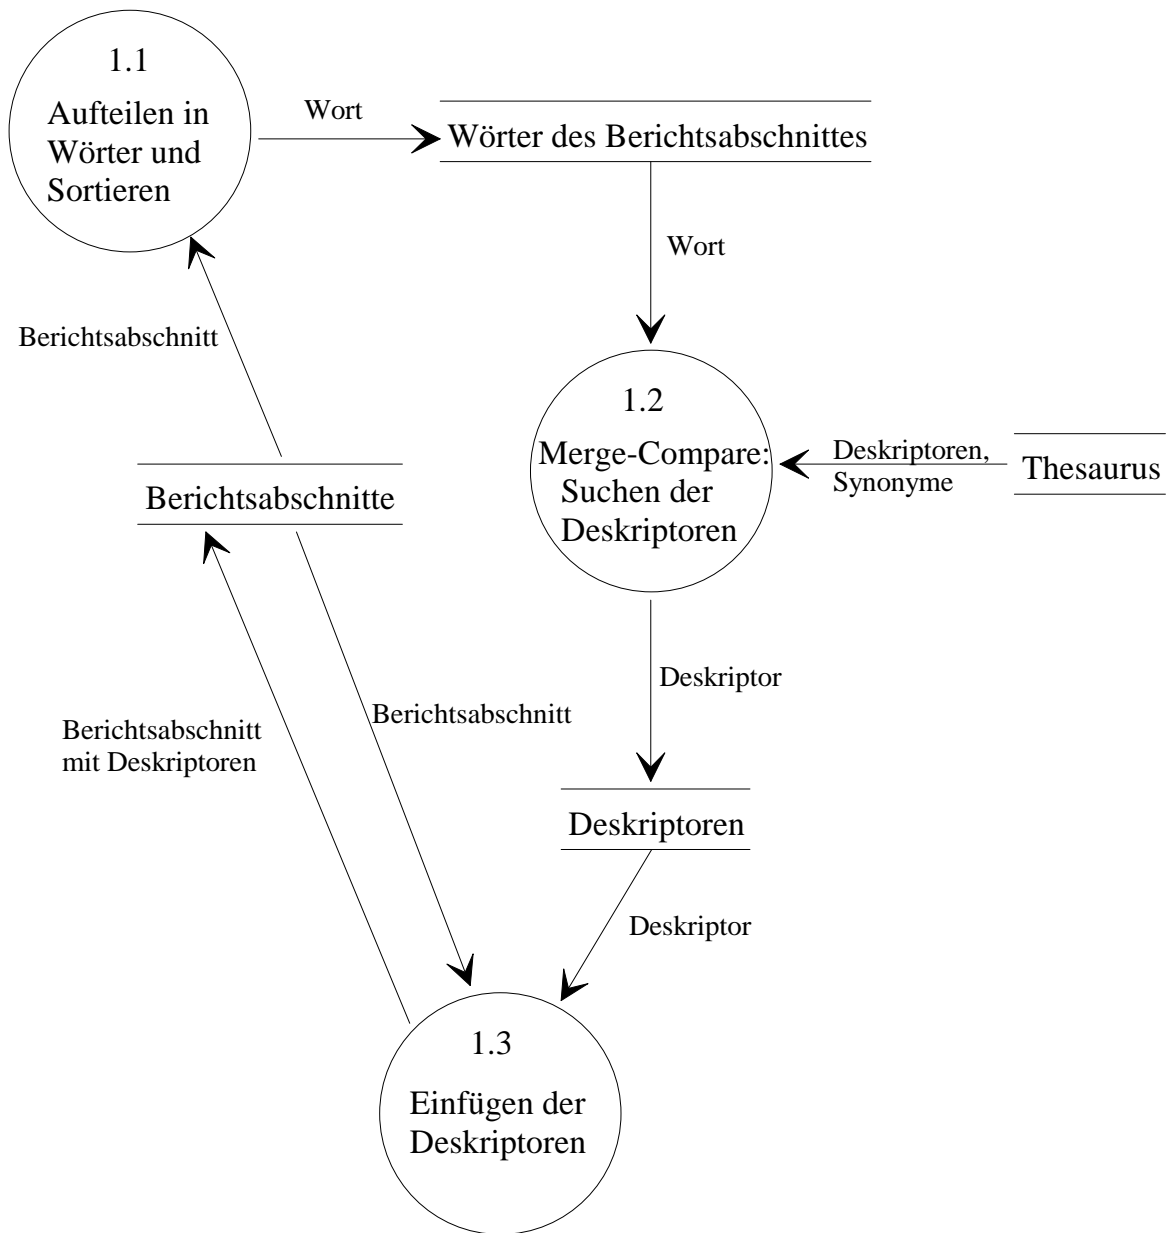 1.1
Aufteilen in
Wörter und
Sortieren
Wort
Wörter des Berichtsabschnittes
Wort
Berichtsabschnitt
1.2
Merge-Compare:
Suchen der
Deskriptoren
Deskriptoren,
Synonyme
Thesaurus
Berichtsabschnitte
Deskriptor
Berichtsabschnitt
Berichtsabschnitt
mit Deskriptoren
Deskriptoren
Deskriptor
1.3
Einfügen der
Deskriptoren